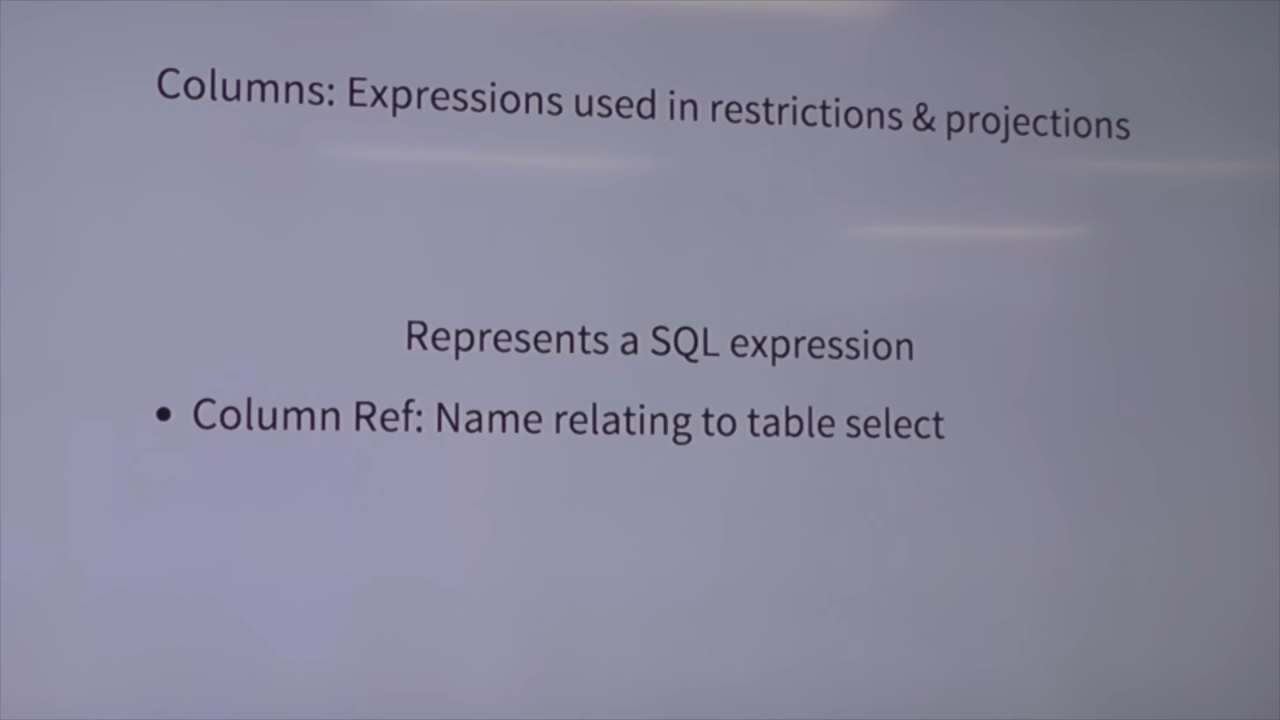 Columns: Expressions used in restrictions & projections
Represents a SQL expression
• Column Ref: Name relating to table select